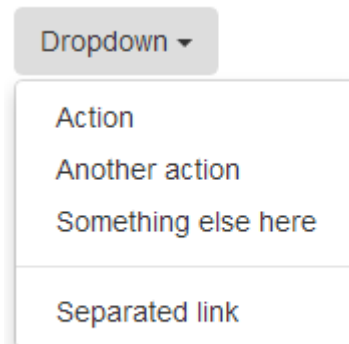 Dropdown
Action
Another action
Something else here
Separated link